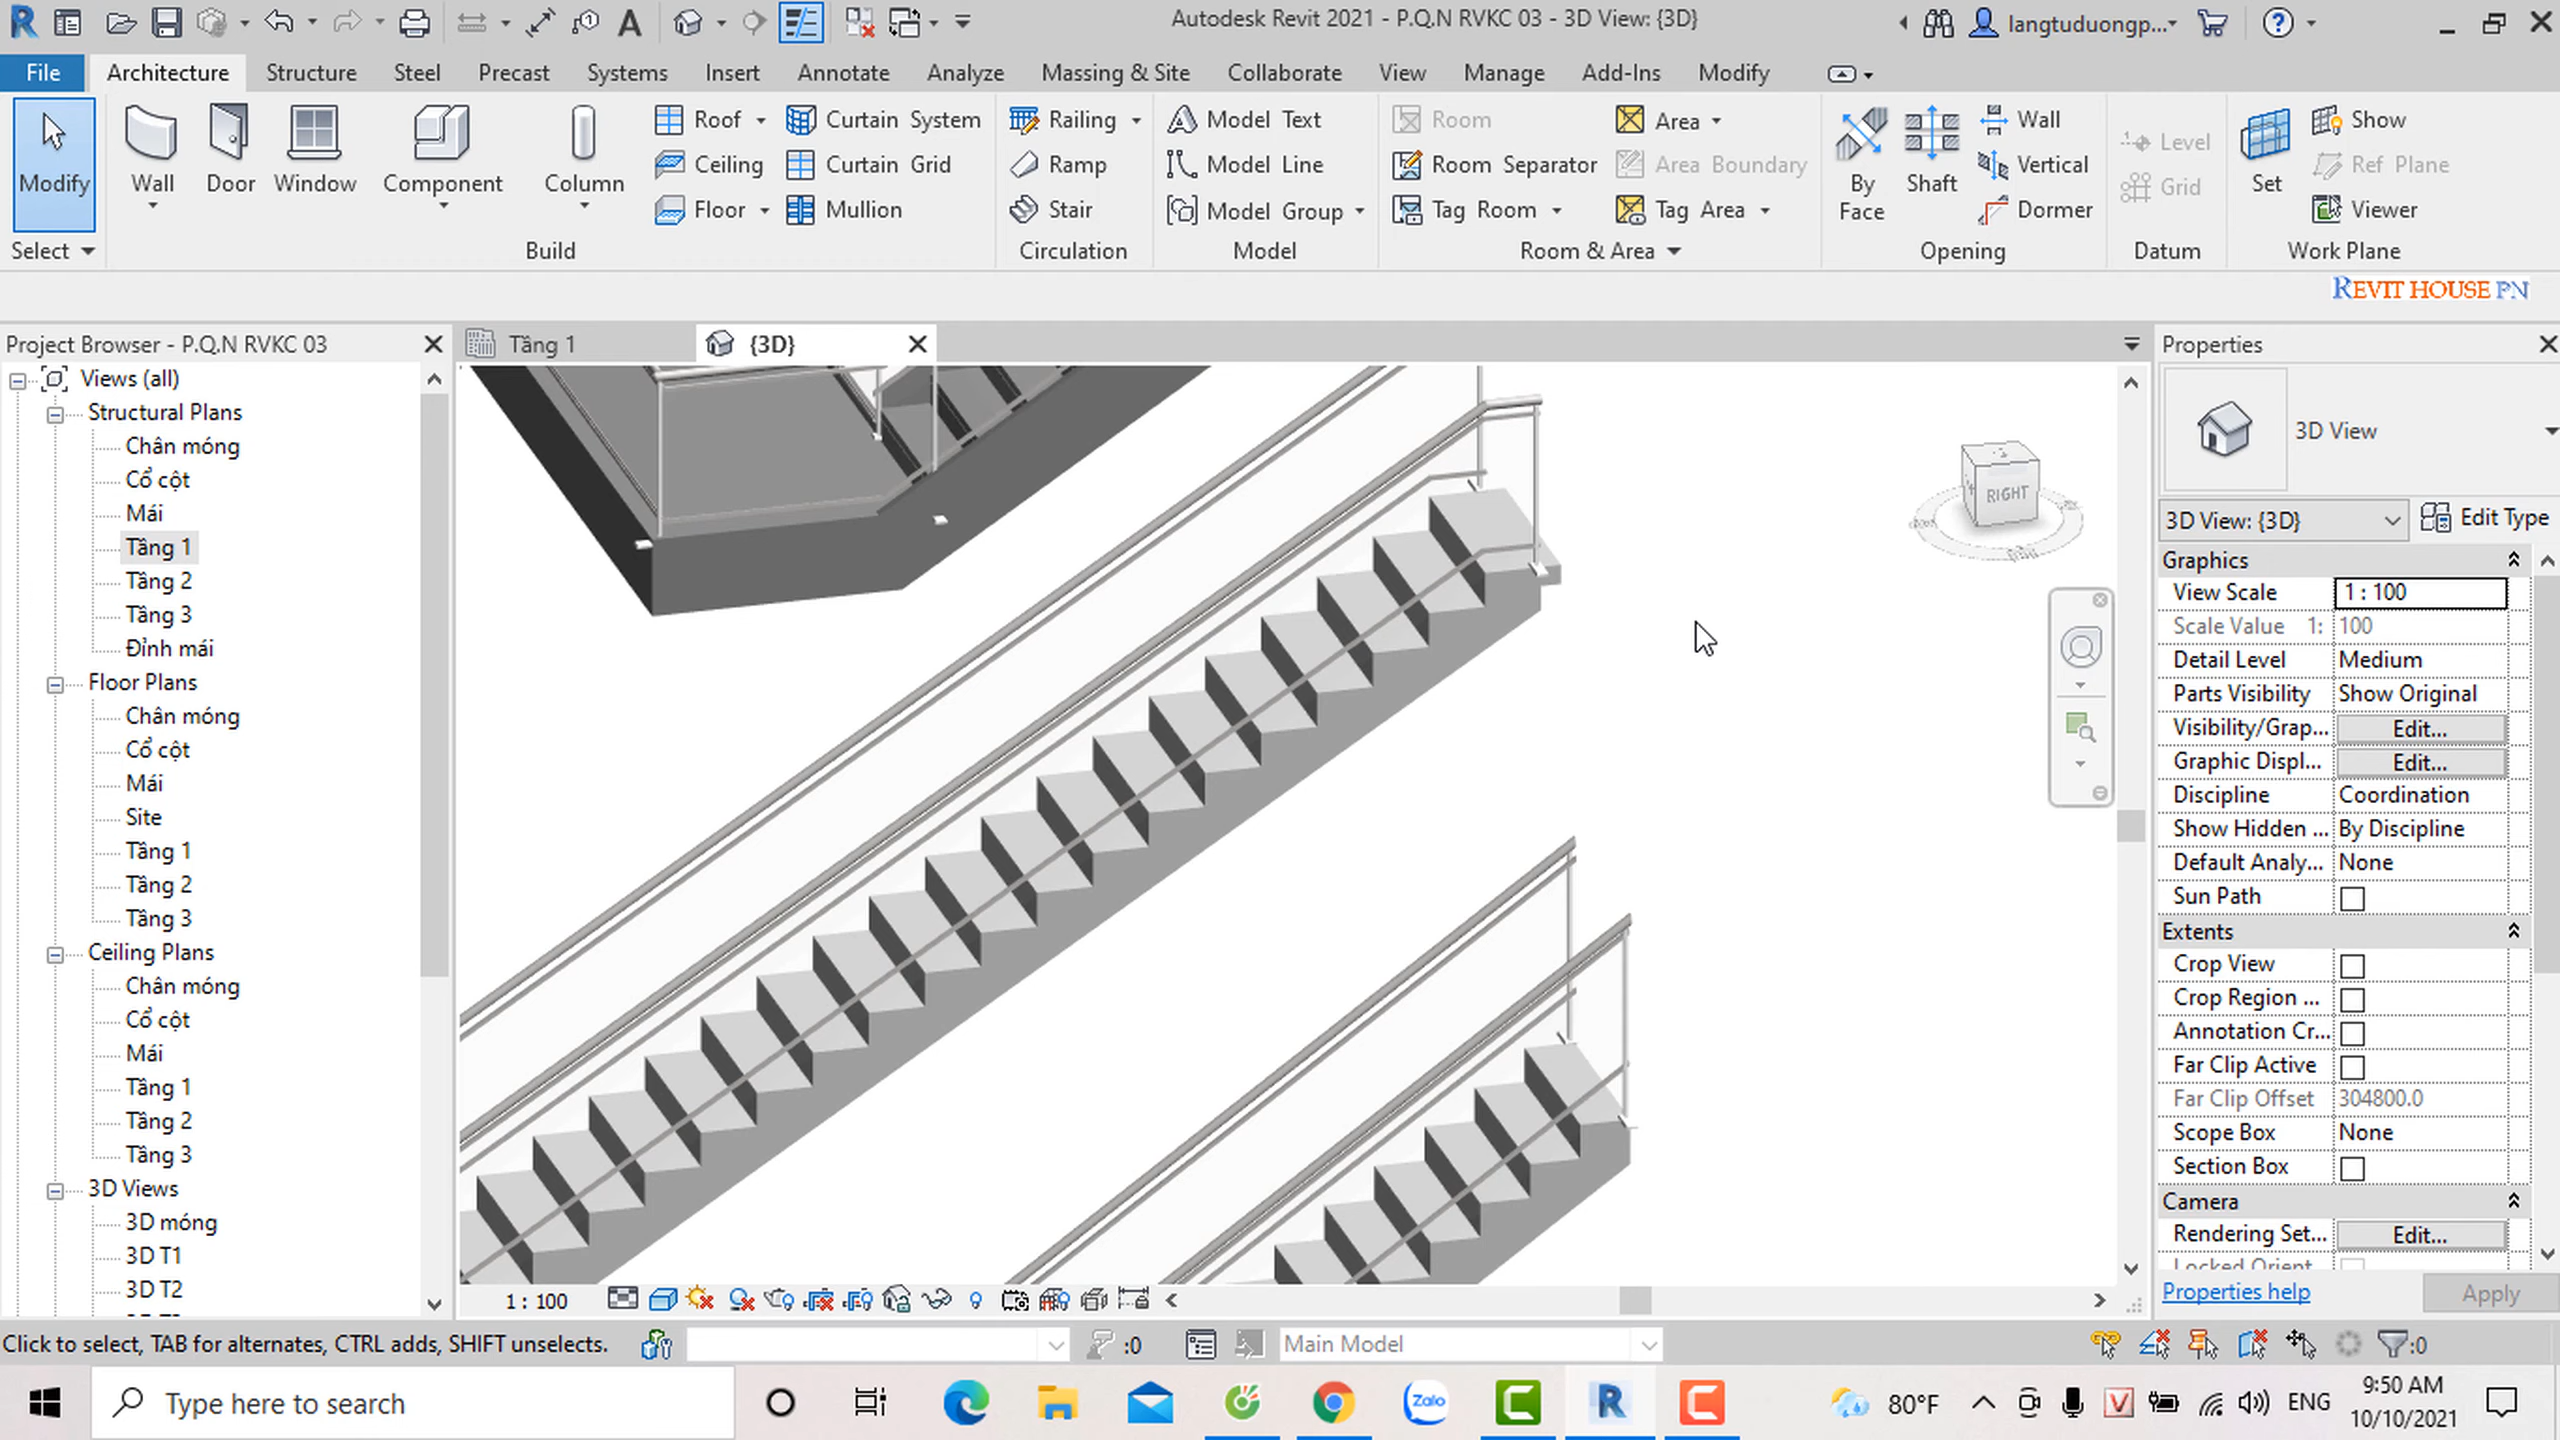 Autodesk Revit 2021 - P.Q.N RVKC 03 - 3D View: {3D}
langtuduongp...
File Architecture Structure Steel Precast Systems Insert Annotate Analyze Massing & Site Collaborate View Manage Add-Ins Modify
Modify Wall Door Window Component Column
Roof Curtain System Railing Model Text Room Area
Ceiling Curtain Grid Ramp Model Line Room Separator Area Boundary
Floor Mullion Stair Model Group Tag Room Tag Area
By Face Shaft Wall Vertical Dormer
Level Grid
Set Show Ref Plane Viewer
Select Build Circulation Model Room & Area Opening Datum Work Plane
REVIT HOUSE PN
Project Browser - P.Q.N RVKC 03
Views (all)
Structural Plans
Chân móng
Cổ cột
Mái
Tầng 1
Tầng 2
Tầng 3
Đỉnh mái
Floor Plans
Chân móng
Cổ cột
Mái
Site
Tầng 1
Tầng 2
Tầng 3
Ceiling Plans
Chân móng
Cổ cột
Mái
Tầng 1
Tầng 2
Tầng 3
3D Views
3D móng
3D T1
3D T2
Tầng 1 {3D}
RIGHT
Properties
3D View
3D View: {3D} Edit Type
Graphics
View Scale 1 : 100
Scale Value 1: 100
Detail Level Medium
Parts Visibility Show Original
Visibility/Grap... Edit...
Graphic Displ... Edit...
Discipline Coordination
Show Hidden ... By Discipline
Default Analy... None
Sun Path
Extents
Crop View
Crop Region ...
Annotation Cr...
Far Clip Active
Far Clip Offset 304800.0
Scope Box None
Section Box
Camera
Rendering Set... Edit...
Locked Orient...
Properties help Apply
1 : 100
Click to select, TAB for alternates, CTRL adds, SHIFT unselects.
:0
Main Model
:0
Type here to search
Zalo
80°F
ENG
9:50 AM
10/10/2021